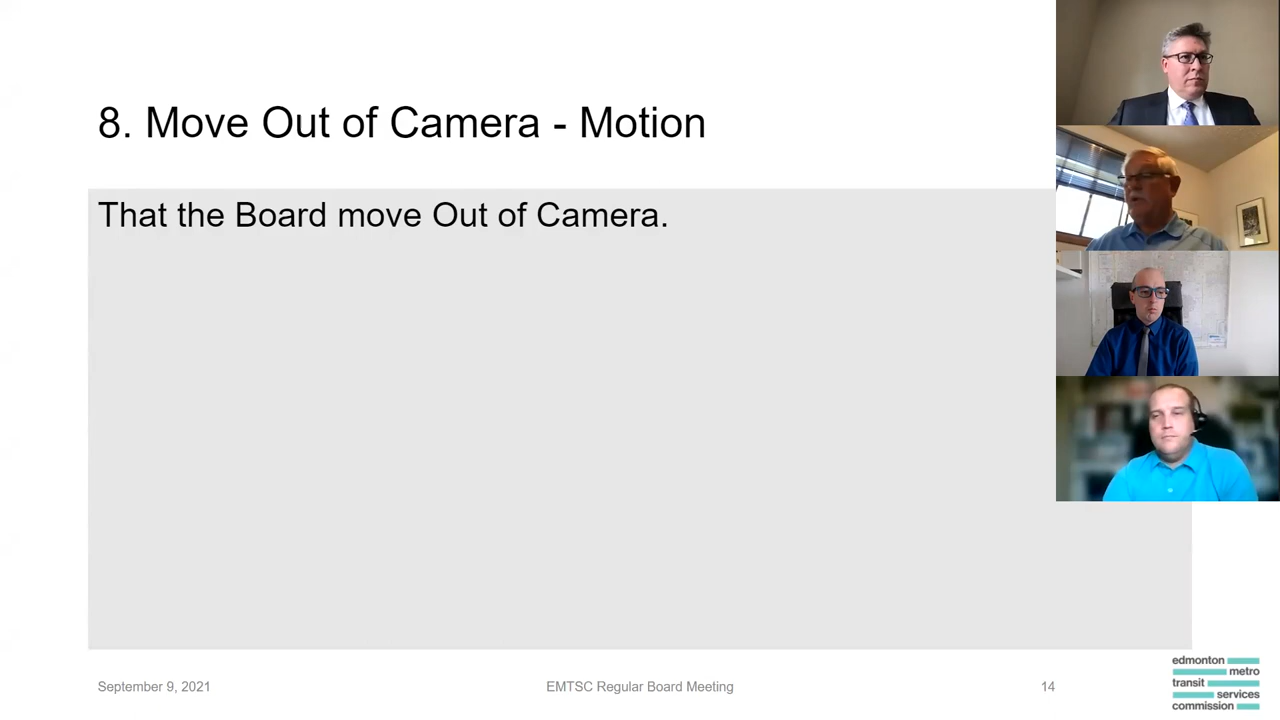 8. Move Out of Camera - Motion
That the Board move Out of Camera.
September 9, 2021
EMTSC Regular Board Meeting
14
edmonton
metro
transit
services
commission